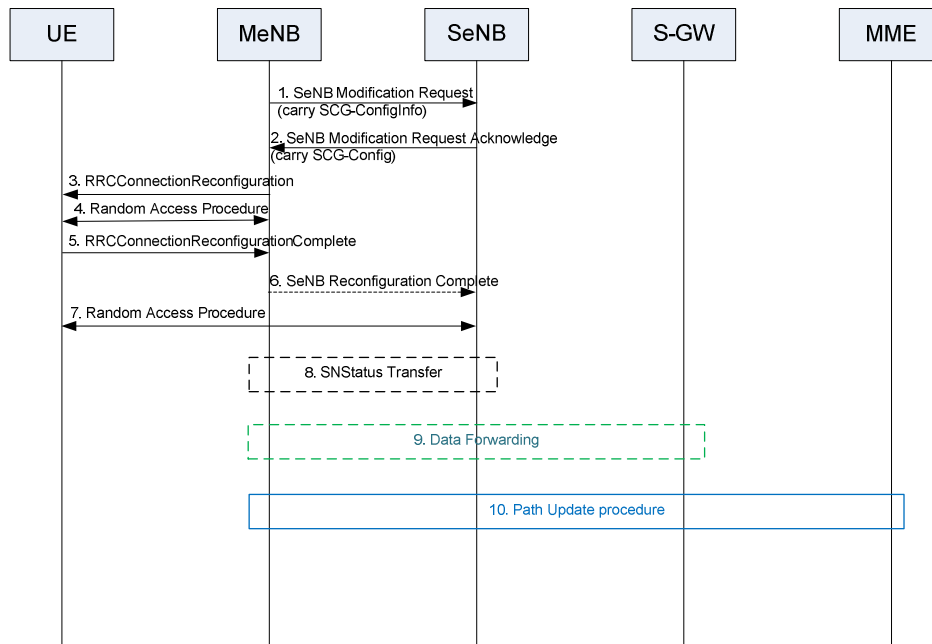 UE
MeNB
SeNB
S-GW
MME
1. SeNB Modification Request
(carry SCG-ConfigInfo)
2. SeNB Modification Request Acknowledge
(carry SCG-Config)
3. RRCConnectionReconfiguration
4. Random Access Procedure
5. RRCConnectionReconfigurationComplete
6. SeNB Reconfiguration Complete
7. Random Access Procedure
8. SNStatus Transfer
9. Data Forwarding
10. Path Update procedure